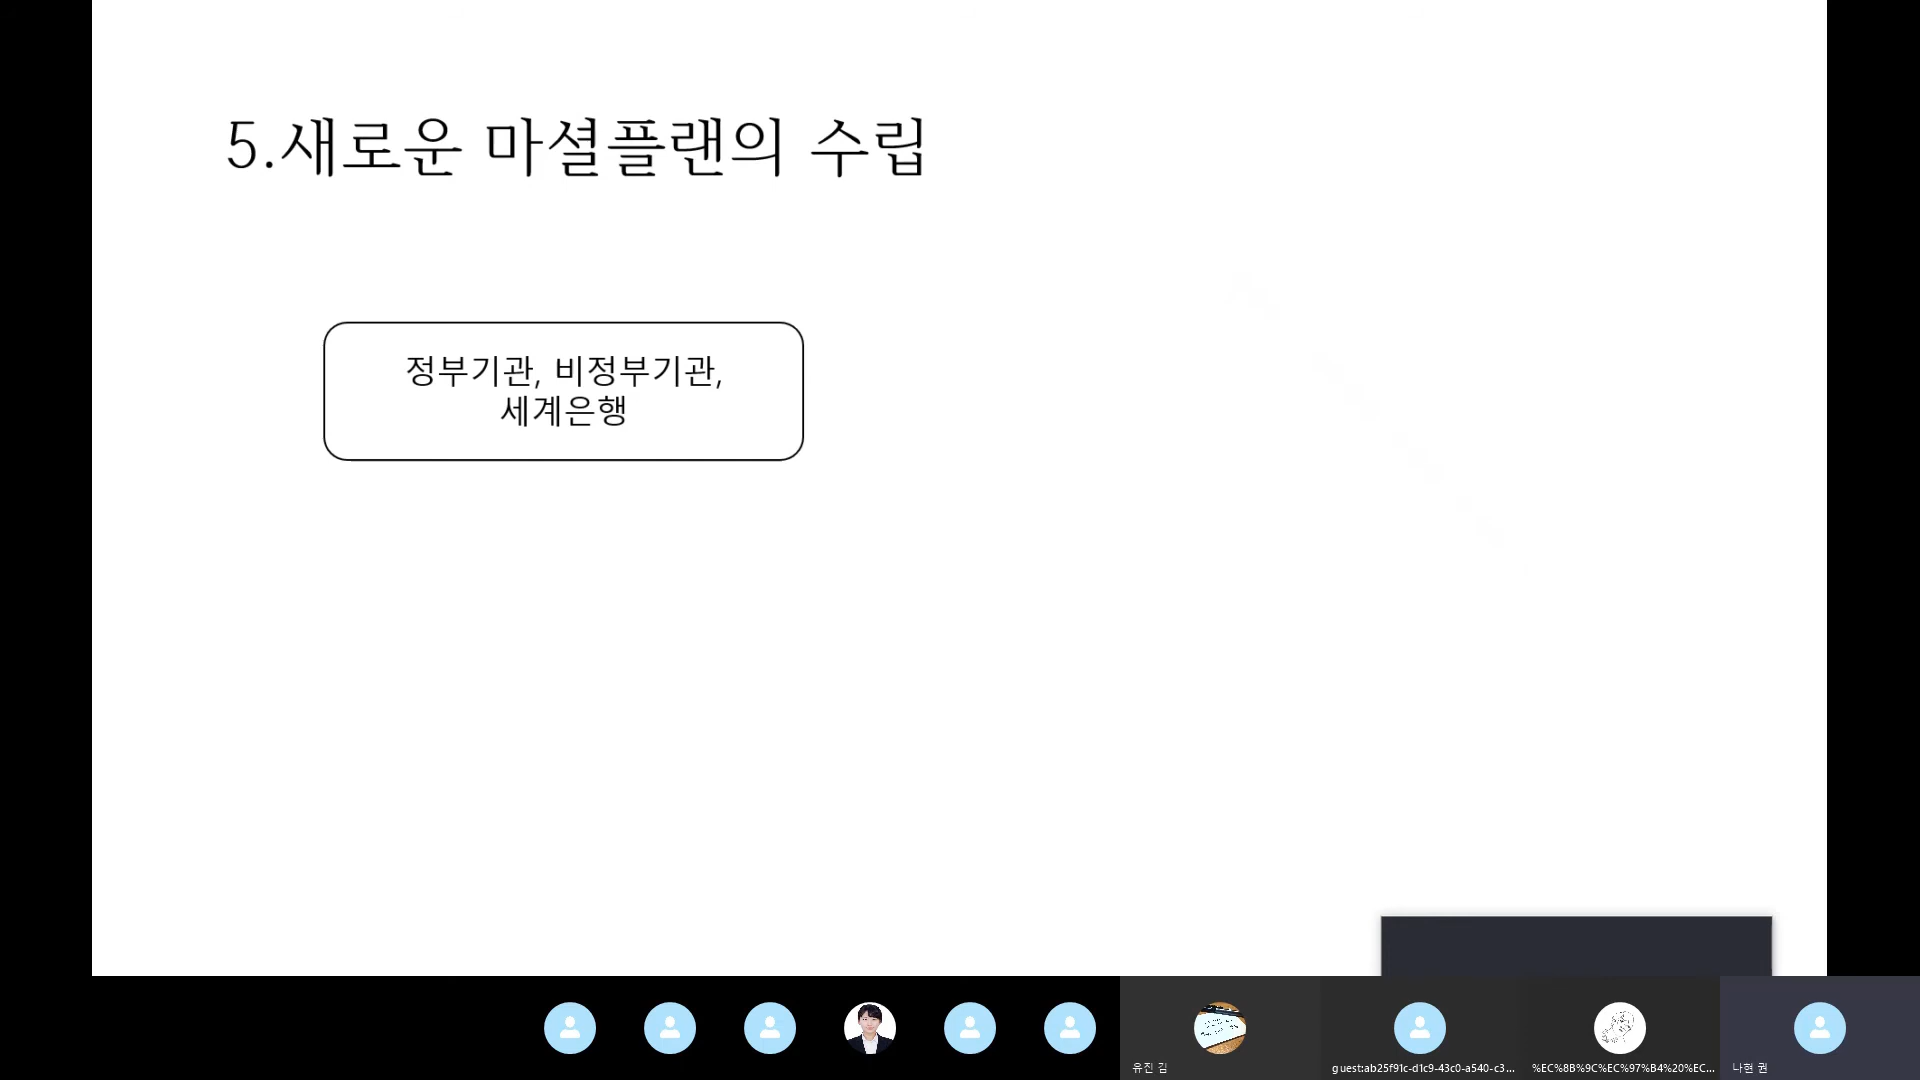 5.새로운 마셜플랜의 수립
정부기관, 비정부기관,
세계은행
유진 김
guest:ab25f91c-d1c9-43c0-a540-c3...
%EC%8B%9C%EC%97%B4%20%EC...
나현 권